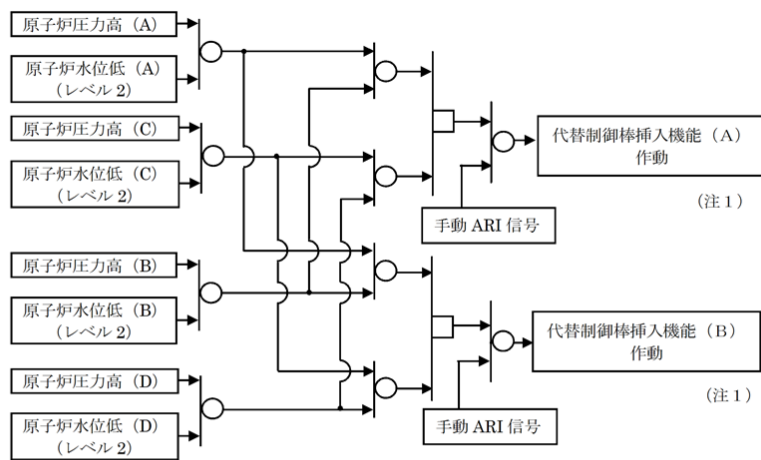 原子炉圧力高(A)
原子炉水位低(A)
(レベル2)
原子炉圧力高(C)
原子炉水位低(C)
(レベル2)
原子炉圧力高(B)
原子炉水位低(B)
(レベル2)
原子炉圧力高(D)
原子炉水位低(D)
(レベル2)
代替制御棒挿入機能(A)
作動
(注1)
手動 ARI 信号
代替制御棒挿入機能(B)
作動
(注1)
手動 ARI 信号